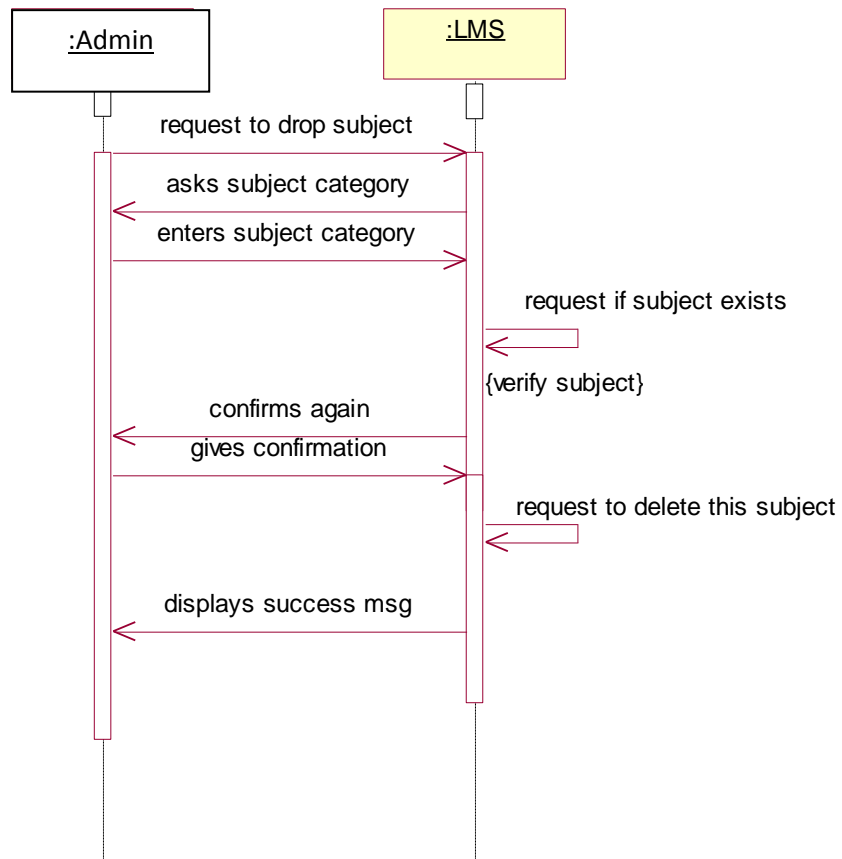 :Admin
:LMS
request to drop subject
asks subject category
enters subject category
request if subject exists
{verify subject}
confirms again
gives confirmation
request to delete this subject
displays success msg